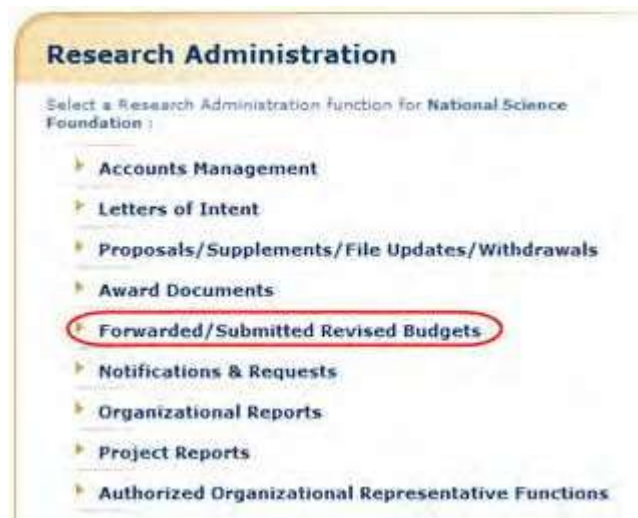 Research Administration
Select a Research Administration function for National Science
Foundation :
Accounts Management
Letters of Intent
Proposals/Supplements/File Updates/Withdrawals
Award Documents
Forwarded/Submitted Revised Budgets
Notifications & Requests
Organizational Reports
Project Reports
Authorized Organizational Representative Functions